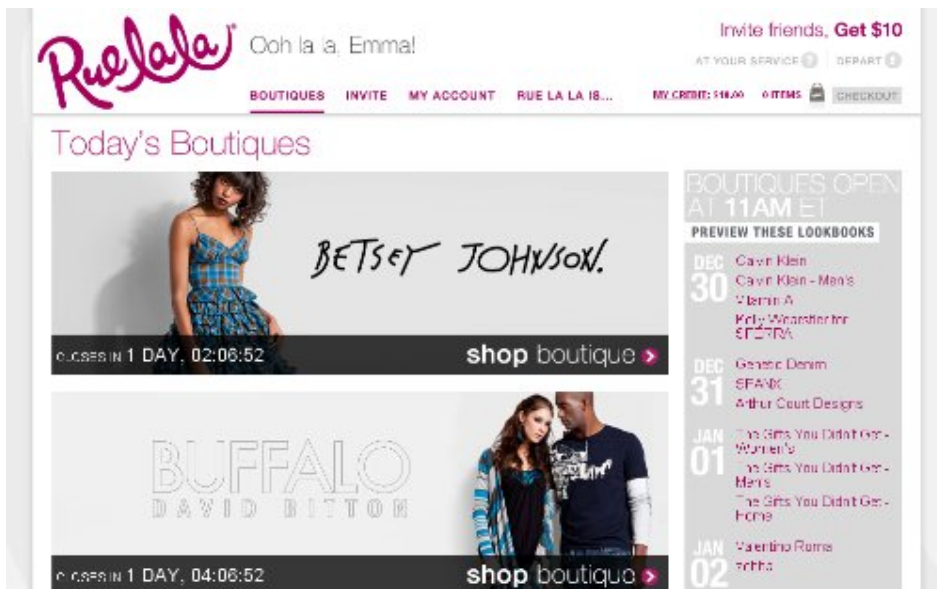 Ruelala
Ooh la la, Emma!
Invite friends, Get $10
AT YOUR SERVICE ?
DEPART
BOUTIQUES INVITE MY ACCOUNT RUE LA LA IS...
MY CREDIT: $10.00 0 ITEMS CHECKOUT
Today's Boutiques
BETSEY JOHNSON.
CLOSES IN 1 DAY, 02:06:52
shop boutique >
BUFFALO
DAVID BITTON
CLOSES IN 1 DAY, 04:06:52
shop boutique >
BOUTIQUES OPEN
AT 11AM ET
PREVIEW THESE LOOKBOOKS
DEC
30
Calvin Klein
Calvin Klein - Men's
Vitamin A
Kelly Wearstler for
SFERRA
DEC
31
Genetic Denim
SPANX
Arthur Court Designs
JAN
01
The Gifts You Didn't Get -
Women's
The Gifts You Didn't Get -
Men's
The Gifts You Didn't Get -
Home
JAN
02
Valentino Roma